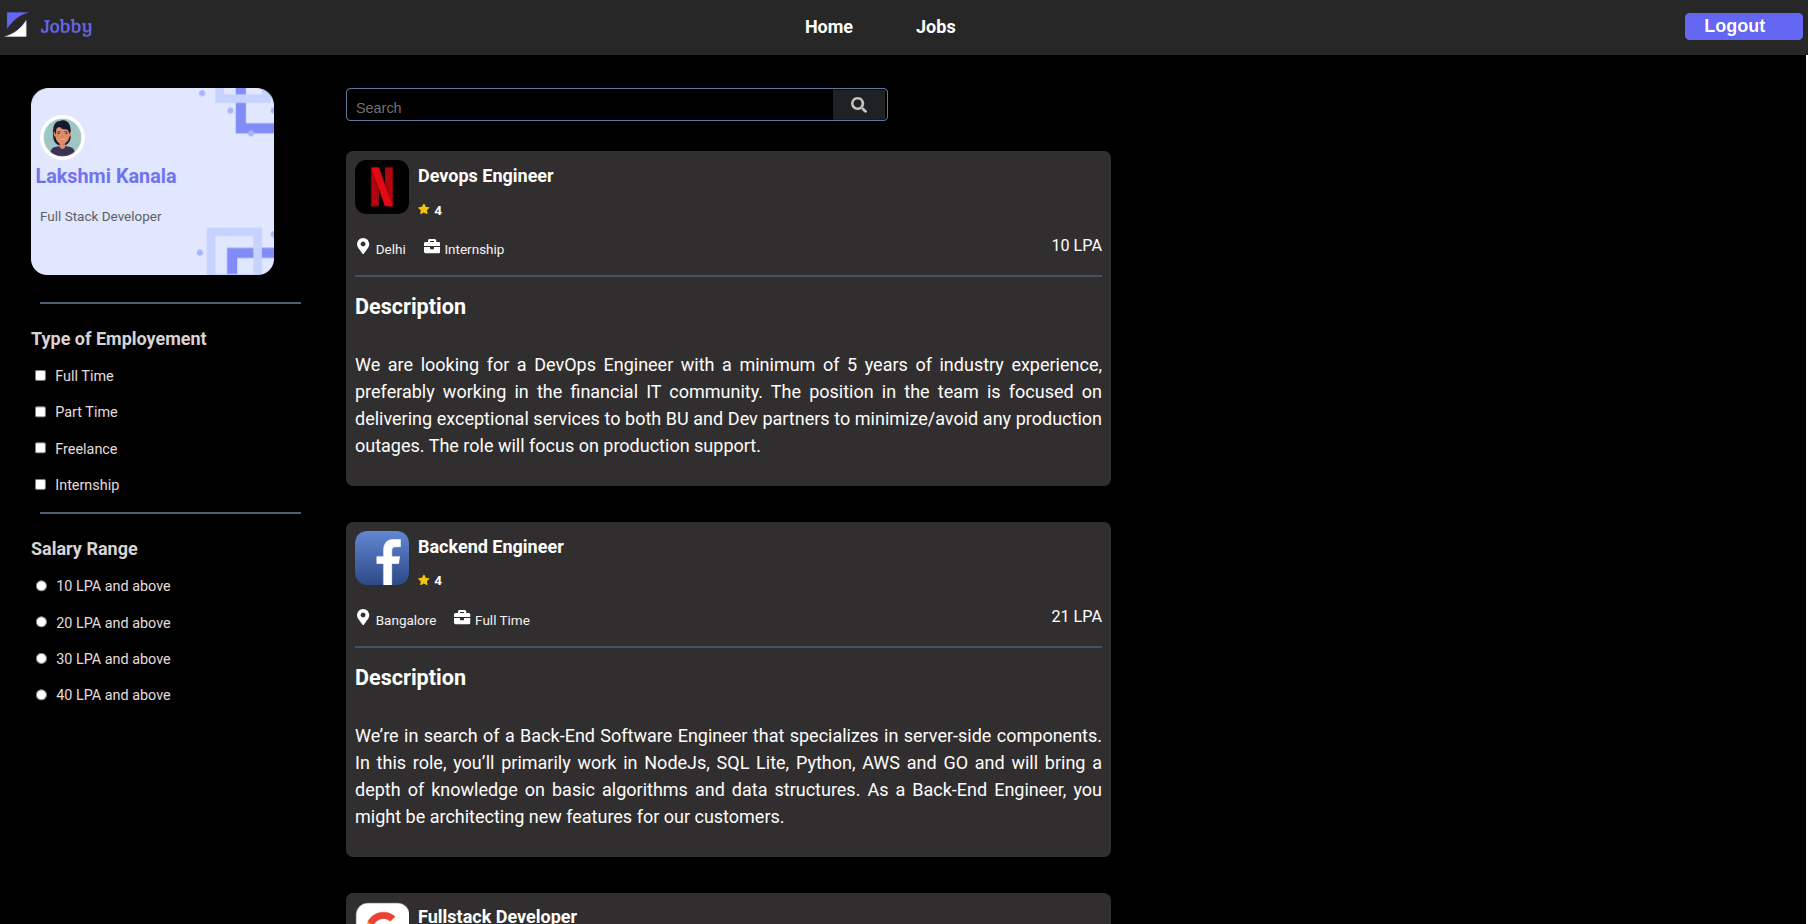 Jobby
Home
Jobs
Logout
Lakshmi Kanala
Full Stack Developer
Type of Employement
Full Time
Part Time
Freelance
Internship
Salary Range
10 LPA and above
20 LPA and above
30 LPA and above
40 LPA and above
Search
Devops Engineer
4
Delhi
Internship
10 LPA
Description
We are looking for a DevOps Engineer with a minimum of 5 years of industry experience,
preferably working in the financial IT community. The position in the team is focused on
delivering exceptional services to both BU and Dev partners to minimize/avoid any production
outages. The role will focus on production support.
Backend Engineer
4
Bangalore
Full Time
21 LPA
Description
We’re in search of a Back-End Software Engineer that specializes in server-side components.
In this role, you’ll primarily work in NodeJs, SQL Lite, Python, AWS and GO and will bring a
depth of knowledge on basic algorithms and data structures. As a Back-End Engineer, you
might be architecting new features for our customers.
Fullstack Developer